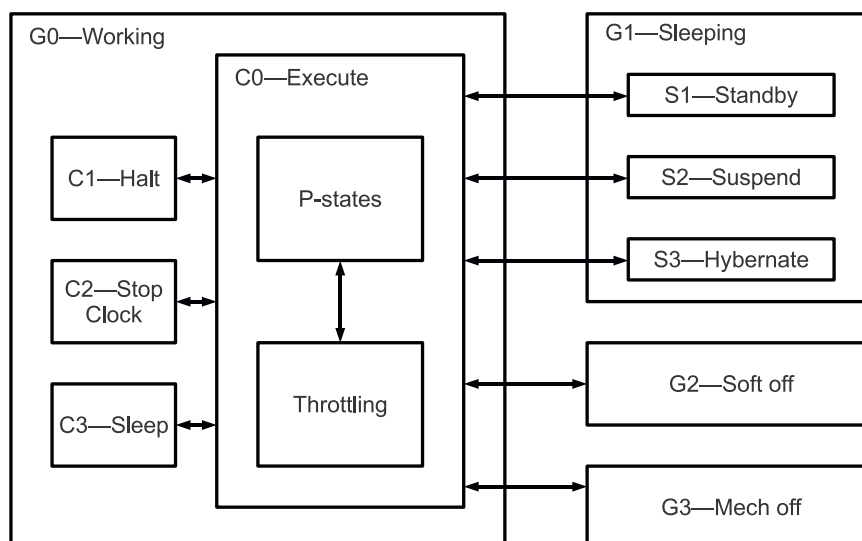 G0—Working
C0—Execute
C1—Halt
C2—Stop
Clock
C3—Sleep
P-states
Throttling
G1—Sleeping
S1—Standby
S2—Suspend
S3—Hybernate
G2—Soft off
G3—Mech off